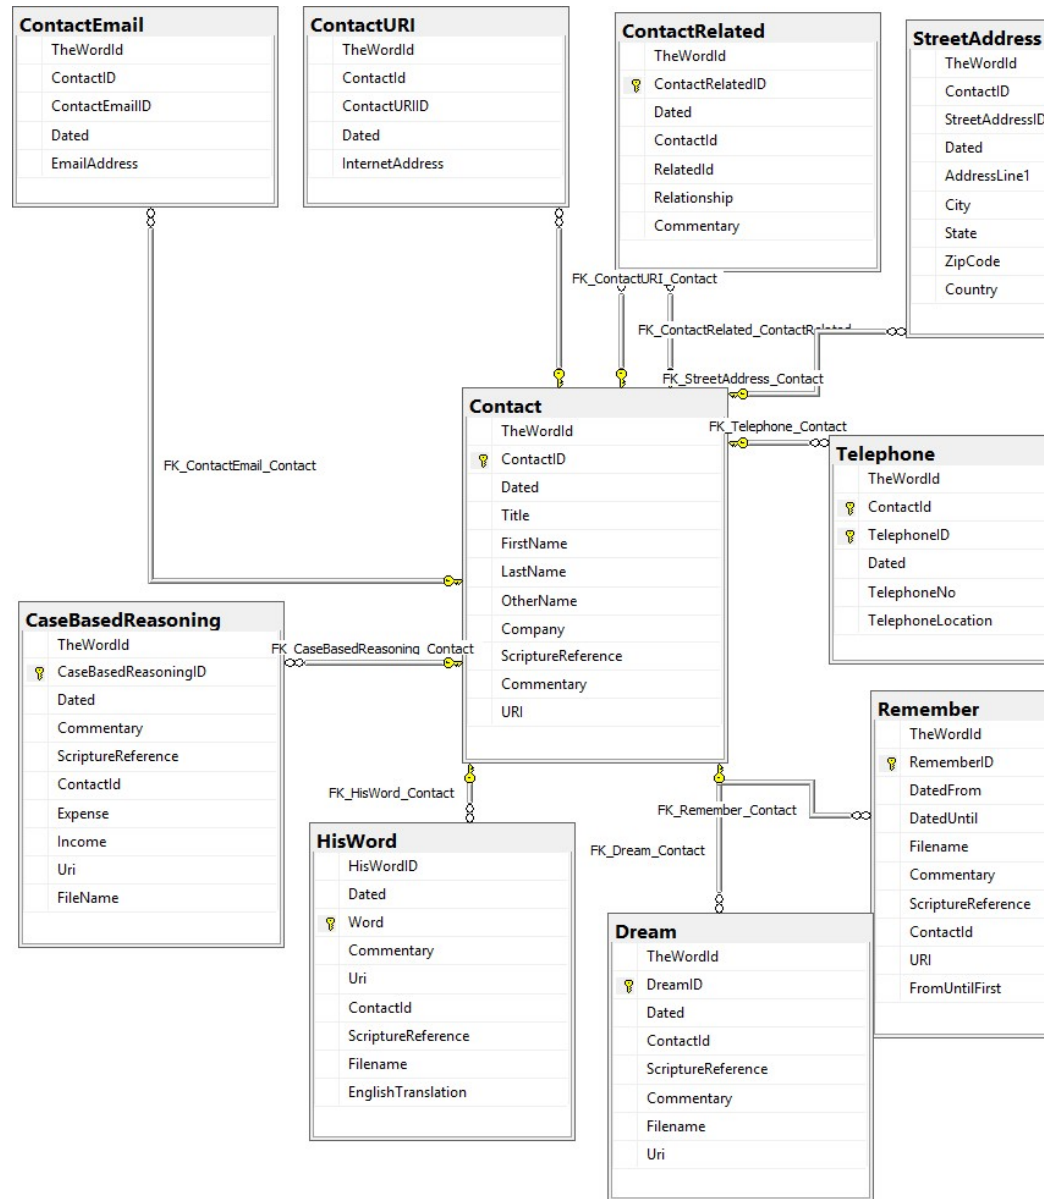 ContactEmail
TheWordId
ContactID
ContactEmailID
Dated
EmailAddress
ContactURI
TheWordId
ContactId
ContactURIID
Dated
InternetAddress
ContactRelated
TheWordId
ContactRelatedID
Dated
ContactId
RelatedId
Relationship
Commentary
StreetAddress
TheWordId
ContactID
StreetAddressID
Dated
AddressLine1
City
State
ZipCode
Country
FK_ContactURI_Contact
FK_ContactRelated_ContactRelated
FK_StreetAddress_Contact
FK_Telephone_Contact
FK_ContactEmail_Contact
Contact
TheWordId
ContactID
Dated
Title
FirstName
LastName
OtherName
Company
ScriptureReference
Commentary
URI
Telephone
TheWordId
ContactId
TelephoneID
Dated
TelephoneNo
TelephoneLocation
CaseBasedReasoning
TheWordId
CaseBasedReasoningID
Dated
Commentary
ScriptureReference
ContactId
Expense
Income
Uri
FileName
FK_CaseBasedReasoning_Contact
FK_HisWord_Contact
FK_Remember_Contact
FK_Dream_Contact
Remember
TheWordId
RememberID
DatedFrom
DatedUntil
Filename
Commentary
ScriptureReference
ContactId
URI
FromUntilFirst
HisWord
HisWordID
Dated
Word
Commentary
Uri
ContactId
ScriptureReference
Filename
EnglishTranslation
Dream
TheWordId
DreamID
Dated
ContactId
ScriptureReference
Commentary
Filename
Uri